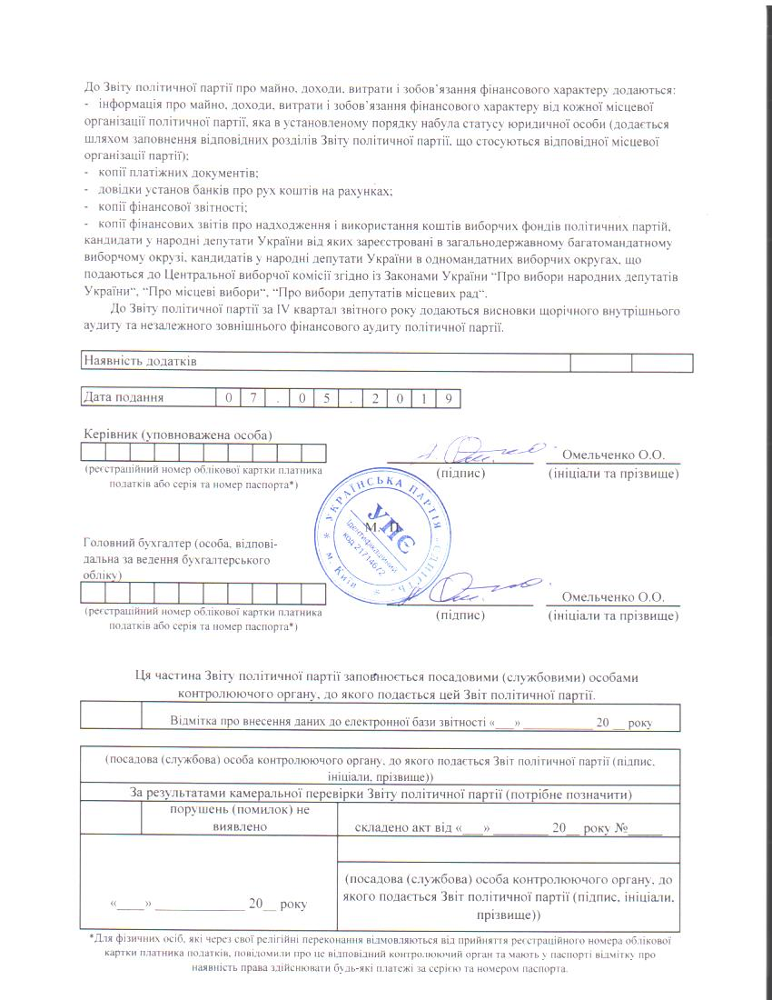 До Звіту політичної партії про майно, доходи, витрати і зобов’язання фінансового характеру додаються:
- інформація про майно, доходи, витрати і зобов’язання фінансового характеру від кожної місцевої
організації політичної партії, яка в установленому порядку набула статусу юридичної особи (додається
шляхом заповнення відповідних розділів Звіту політичної партії, що стосуються відповідної місцевої
організації партії);
- копії платіжних документів;
- довідки установ банків про рух коштів на рахунках;
- копії фінансової звітності;
- копії фінансових звітів про надходження і використання коштів виборчих фондів політичних партій,
кандидати у народні депутати України від яких зареєстровані в загальнодержавному багатомандатному
виборчому окрузі, кандидатів у народні депутати України в одномандатних виборчих округах, що
подаються до Центральної виборчої комісії згідно із Законами України “Про вибори народних депутатів
України“, “Про місцеві вибори“, “Про вибори депутатів місцевих рад“.
До Звіту політичної партії за IV квартал звітного року додаються висновки щорічного внутрішнього
аудиту та незалежного зовнішнього фінансового аудиту політичної партії.
Наявність додатків
Дата подання 0 7 . 0 5 . 2 0 1 9
Керівник (уповноважена особа)
Омельченко О.О.
(реєстраційний номер облікової картки платника
податків або серія та номер паспорта*)
(підпис)
(ініціали та прізвище)
* УКРАЇНСЬКА ПАРТІЯ «ЄДНІСТЬ» * м. Київ
УПЄ
М. П.
Ідентифікаційний
код 21714672
Головний бухгалтер (особа, відпові-
дальна за ведення бухгалтерського
обліку)
Омельченко О.О.
(реєстраційний номер облікової картки платника
податків або серія та номер паспорта*)
(підпис)
(ініціали та прізвище)
Ця частина Звіту політичної партії заповнюється посадовими (службовими) особами
контролюючого органу, до якого подається цей Звіт політичної партії.
Відмітка про внесення даних до електронної бази звітності «___» ___________ 20 __ року
(посадова (службова) особа контролюючого органу, до якого подається Звіт політичної партії (підпис,
ініціали, прізвище))
За результатами камеральної перевірки Звіту політичної партії (потрібне позначити)
порушень (помилок) не
виявлено
складено акт від «___» _________ 20__ року №_____
«____» _____________ 20__ року
(посадова (службова) особа контролюючого органу, до
якого подається Звіт політичної партії (підпис, ініціали,
прізвище))
*Для фізичних осіб, які через свої релігійні переконання відмовляються від прийняття реєстраційного номера облікової
картки платника податків, повідомили про це відповідний контролюючий орган та мають у паспорті відмітку про
наявність права здійснювати будь-які платежі за серією та номером паспорта.